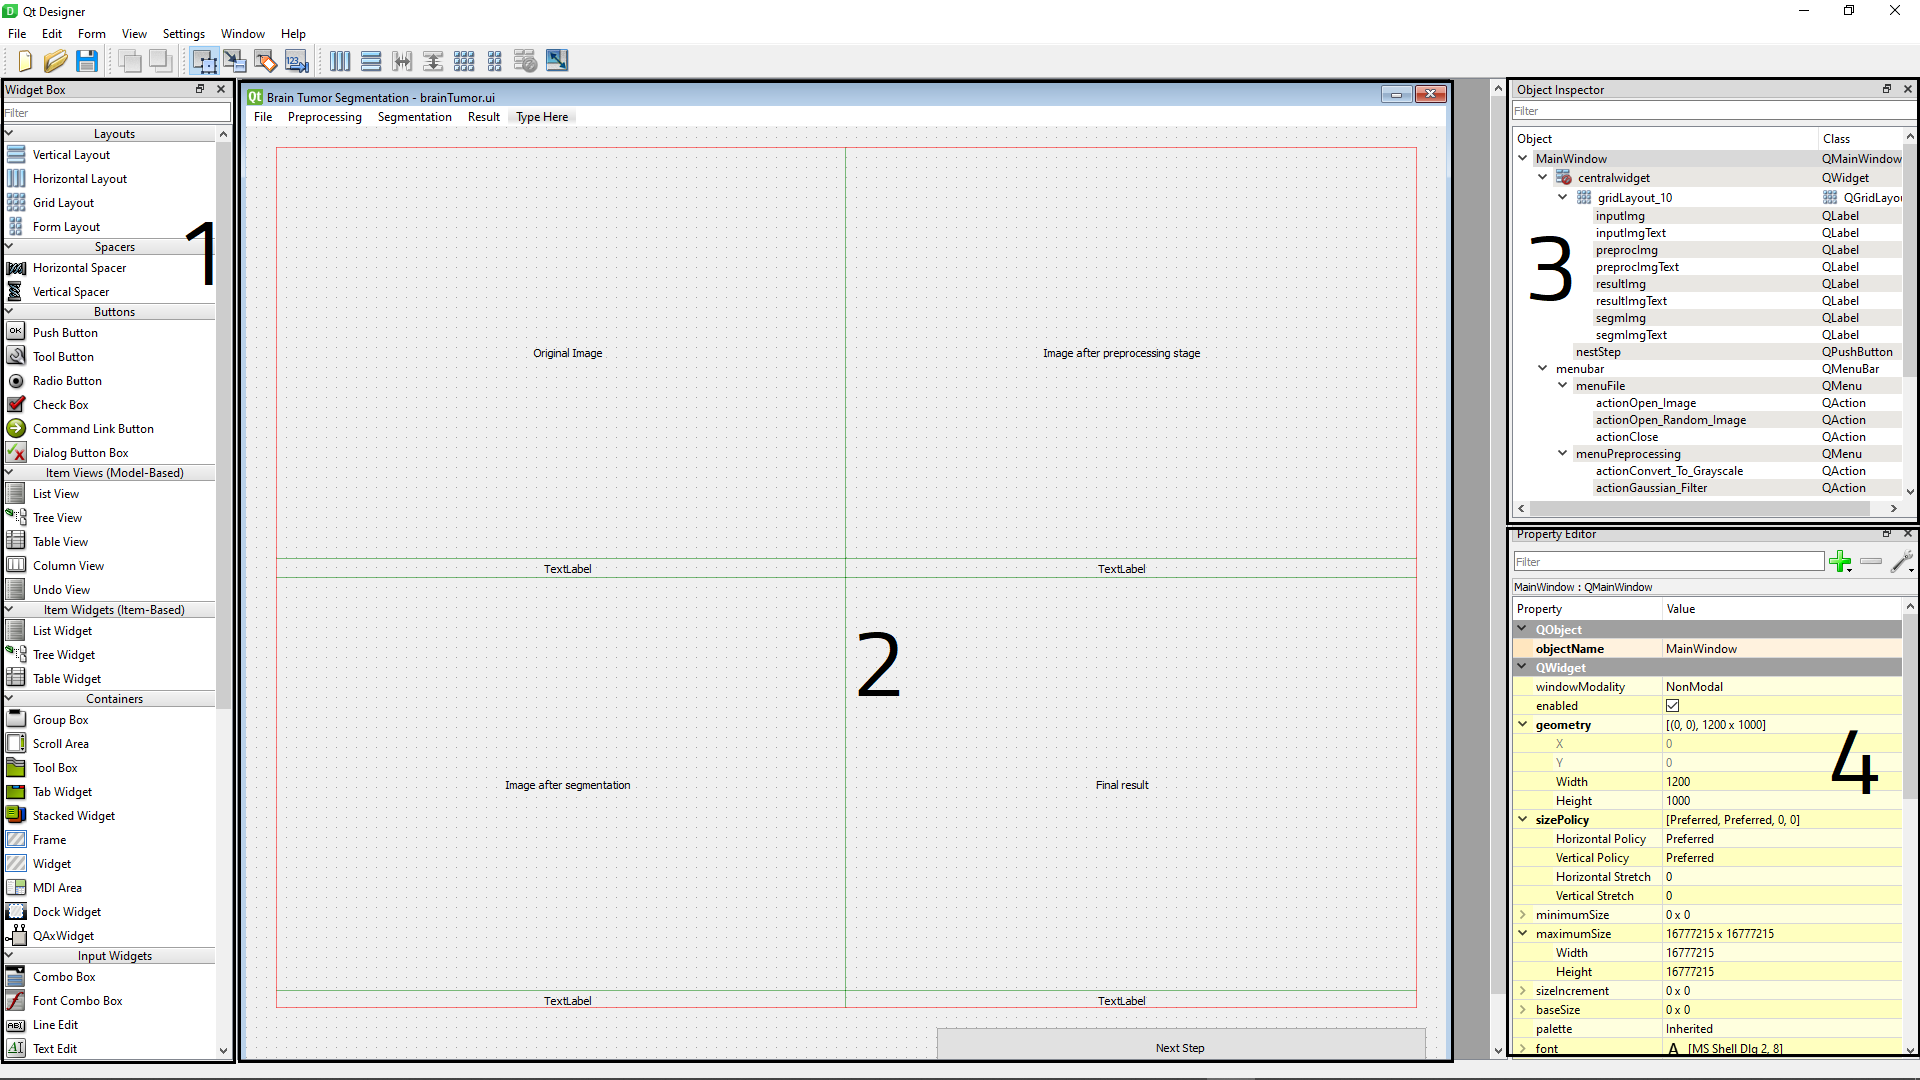 Qt Designer
File Edit Form View Settings Window Help
Widget Box
Filter
Layouts
Vertical Layout
Horizontal Layout
Grid Layout
Form Layout
Spacers
Horizontal Spacer
Vertical Spacer
Buttons
Push Button
Tool Button
Radio Button
Check Box
Command Link Button
Dialog Button Box
Item Views (Model-Based)
List View
Tree View
Table View
Column View
Undo View
Item Widgets (Item-Based)
List Widget
Tree Widget
Table Widget
Containers
Group Box
Scroll Area
Tool Box
Tab Widget
Stacked Widget
Frame
Widget
MDI Area
Dock Widget
QAxWidget
Input Widgets
Combo Box
Font Combo Box
Line Edit
Text Edit
1
Brain Tumor Segmentation - brainTumor.ui
File Preprocessing Segmentation Result Type Here
Original Image Image after preprocessing stage
TextLabel TextLabel
2
Image after segmentation Final result
TextLabel TextLabel
Next Step
Object Inspector
Filter
Object Class
MainWindow QMainWindow
centralwidget QWidget
gridLayout_10 QGridLayou
inputImg QLabel
inputImgText QLabel
preprocImg QLabel
preprocImgText QLabel
resultImg QLabel
resultImgText QLabel
segmImg QLabel
segmImgText QLabel
nestStep QPushButton
menubar QMenuBar
menuFile QMenu
actionOpen_Image QAction
actionOpen_Random_Image QAction
actionClose QAction
menuPreprocessing QMenu
actionConvert_To_Grayscale QAction
actionGaussian_Filter QAction
3
Property Editor
Filter
MainWindow : QMainWindow
Property Value
QObject
objectName MainWindow
QWidget
windowModality NonModal
enabled
geometry [(0, 0), 1200 x 1000]
X 0
Y 0
Width 1200
Height 1000
sizePolicy [Preferred, Preferred, 0, 0]
Horizontal Policy Preferred
Vertical Policy Preferred
Horizontal Stretch 0
Vertical Stretch 0
minimumSize 0 x 0
maximumSize 16777215 x 16777215
Width 16777215
Height 16777215
sizeIncrement 0 x 0
baseSize 0 x 0
palette Inherited
font A [MS Shell Dlg 2, 8]
4